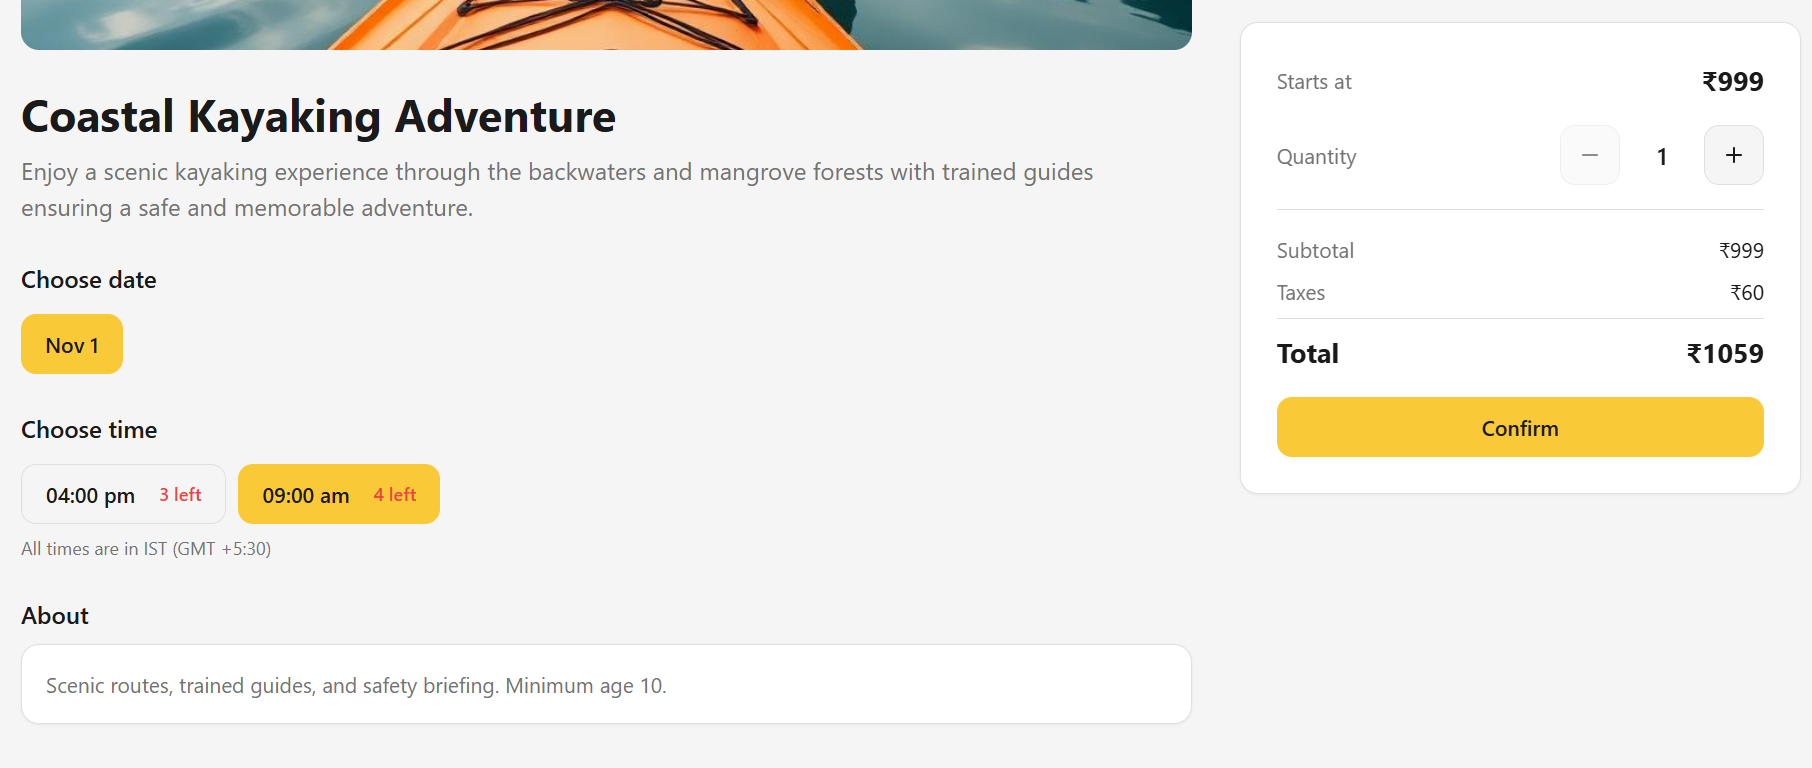 Coastal Kayaking Adventure
Enjoy a scenic kayaking experience through the backwaters and mangrove forests with trained guides
ensuring a safe and memorable adventure.
Choose date
Nov 1
Choose time
04:00 pm 3 left 09:00 am 4 left
All times are in IST (GMT +5:30)
About
Scenic routes, trained guides, and safety briefing. Minimum age 10.
Starts at ₹999
Quantity − 1 +
Subtotal ₹999
Taxes ₹60
Total ₹1059
Confirm